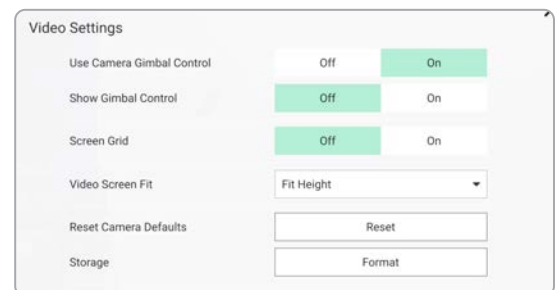 Video Settings
Use Camera Gimbal Control Off On
Show Gimbal Control Off On
Screen Grid Off On
Video Screen Fit Fit Height
Reset Camera Defaults Reset
Storage Format